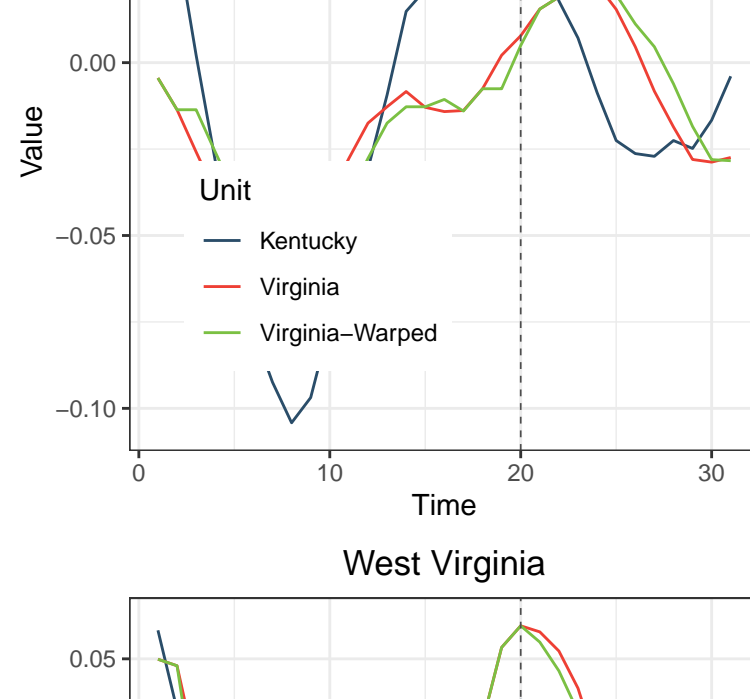 0.00
Value
Unit
Kentucky
−0.05
Virginia
Virginia−Warped
−0.10
0 10 20 30
Time
West Virginia
0.05